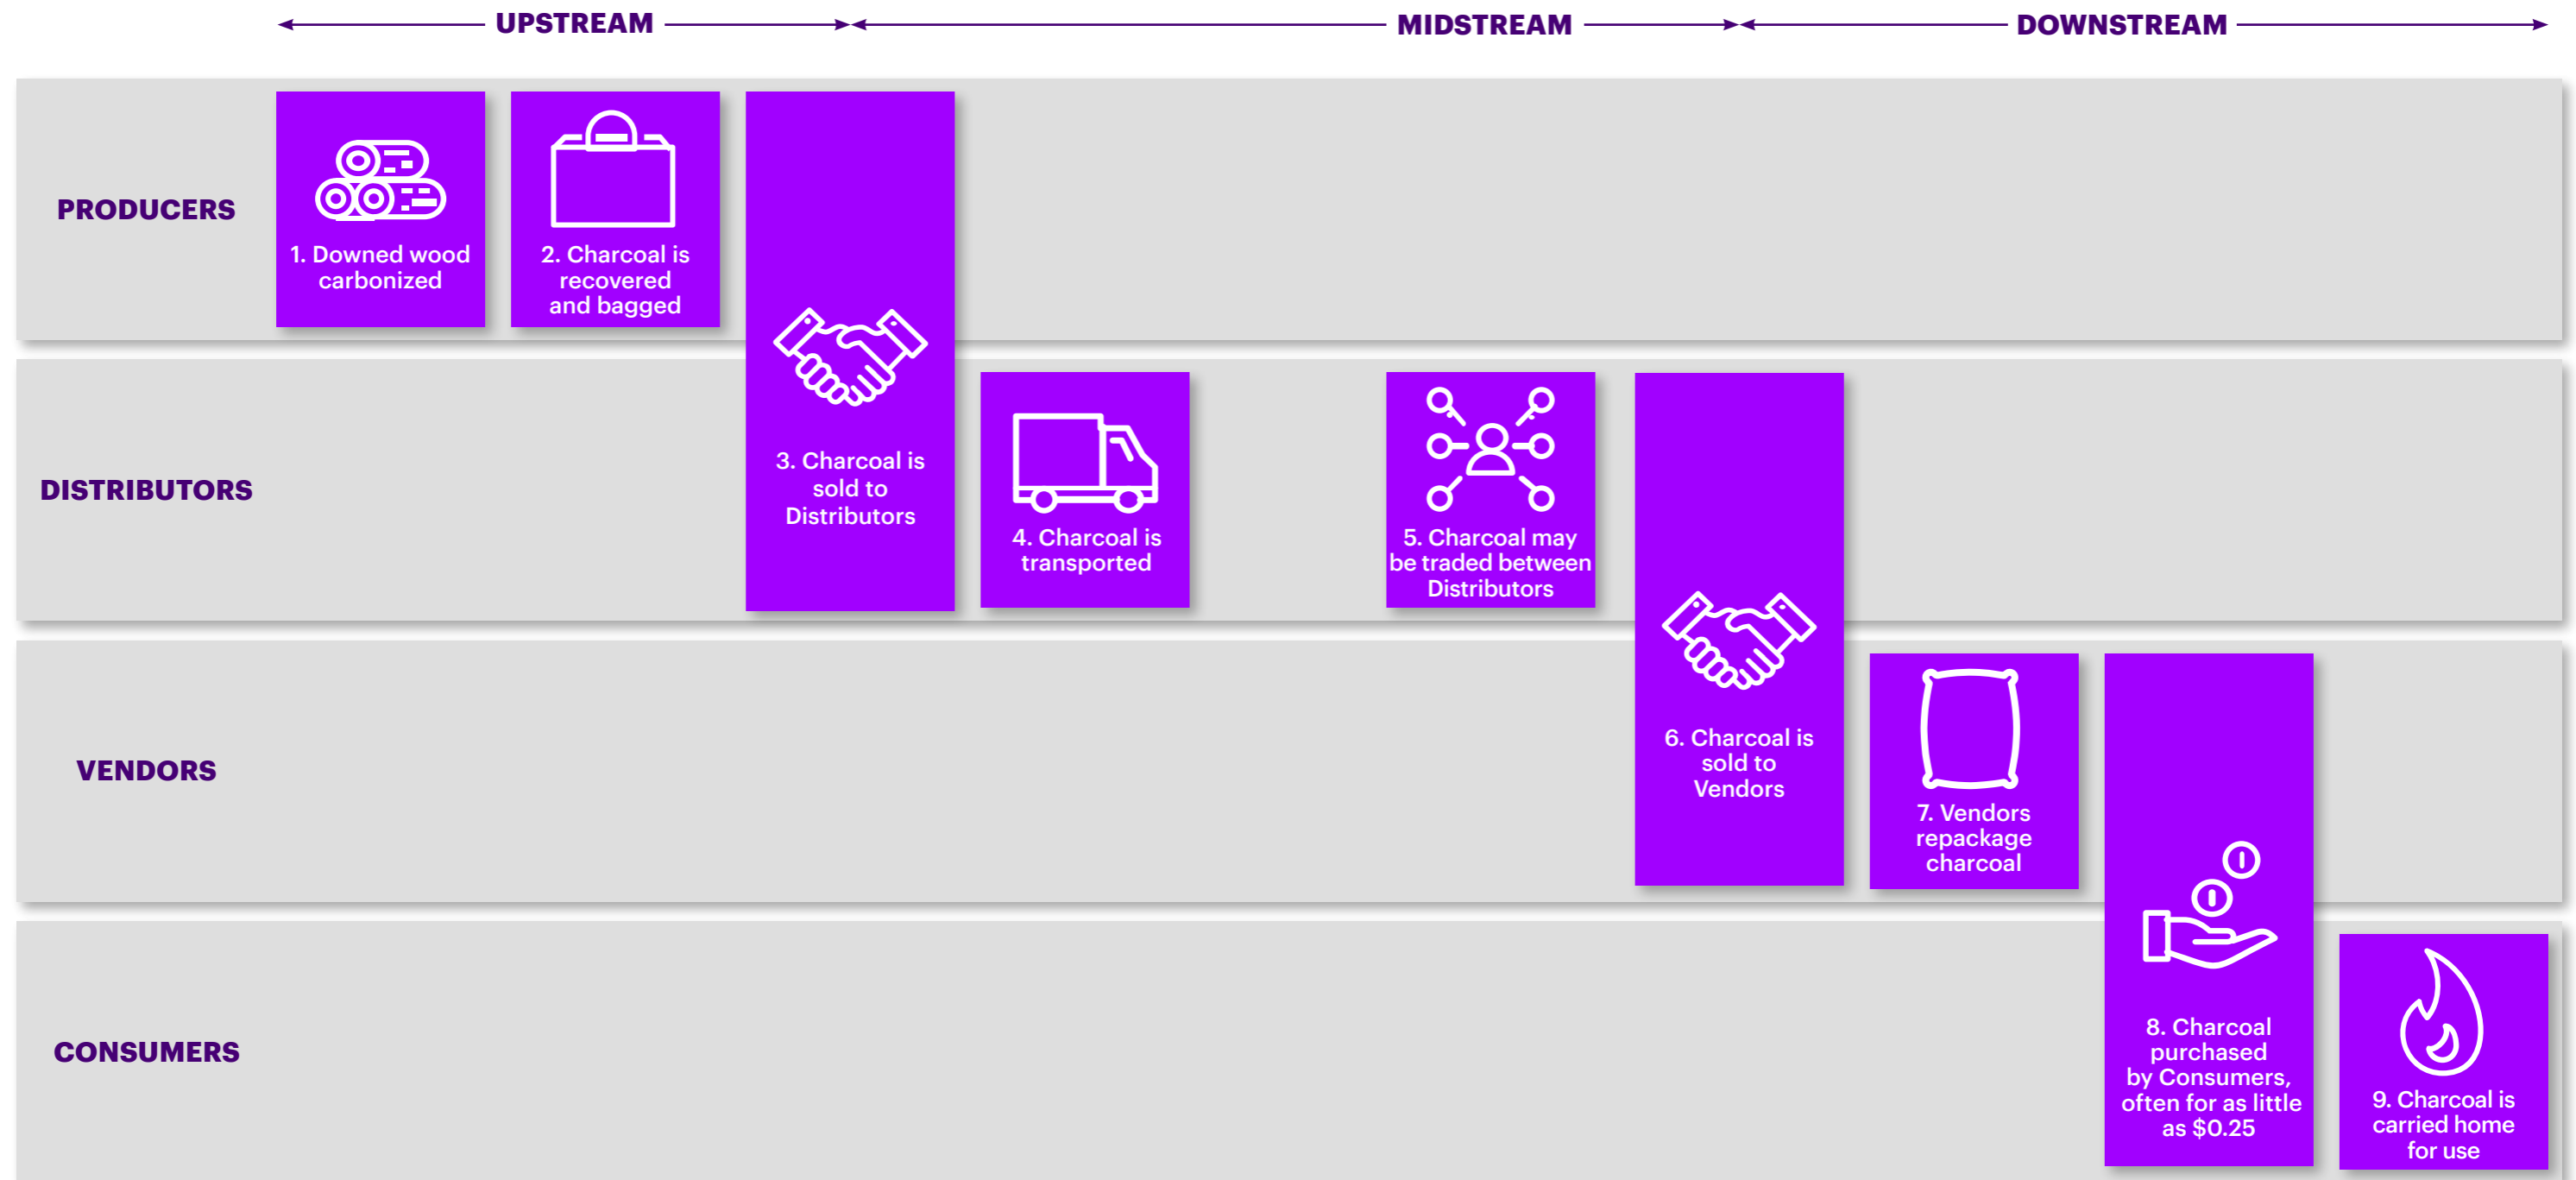 UPSTREAM
MIDSTREAM
DOWNSTREAM
PRODUCERS
1. Downed wood
carbonized
2. Charcoal is
recovered
and bagged
3. Charcoal is
sold to
Distributors
DISTRIBUTORS
4. Charcoal is
transported
5. Charcoal may
be traded between
Distributors
6. Charcoal is
sold to
Vendors
VENDORS
7. Vendors
repackage
charcoal
CONSUMERS
8. Charcoal
purchased
by Consumers,
often for as little
as $0.25
9. Charcoal is
carried home
for use